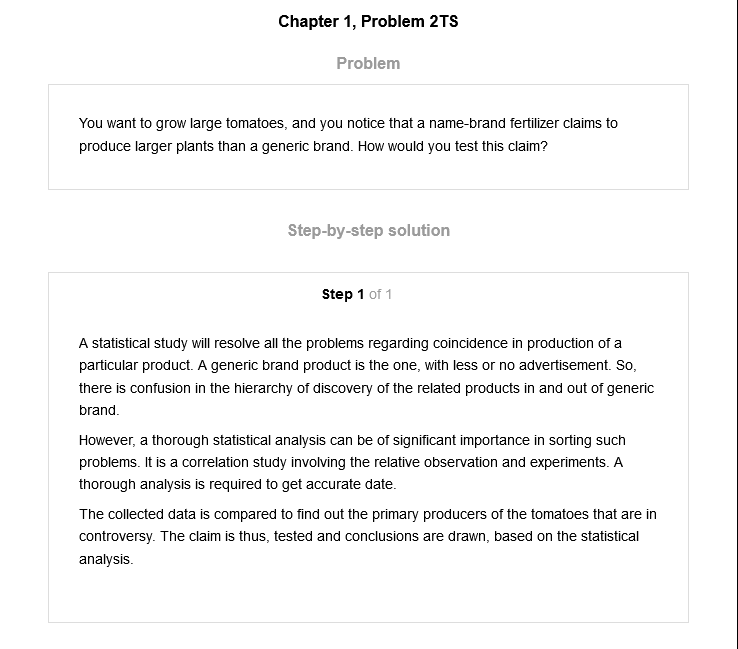 Chapter 1, Problem 2TS
Problem
You want to grow large tomatoes, and you notice that a name-brand fertilizer claims to
produce larger plants than a generic brand. How would you test this claim?
Step-by-step solution
Step 1 of 1
A statistical study will resolve all the problems regarding coincidence in production of a
particular product. A generic brand product is the one, with less or no advertisement. So,
there is confusion in the hierarchy of discovery of the related products in and out of generic
brand.
However, a thorough statistical analysis can be of significant importance in sorting such
problems. It is a correlation study involving the relative observation and experiments. A
thorough analysis is required to get accurate date.
The collected data is compared to find out the primary producers of the tomatoes that are in
controversy. The claim is thus, tested and conclusions are drawn, based on the statistical
analysis.